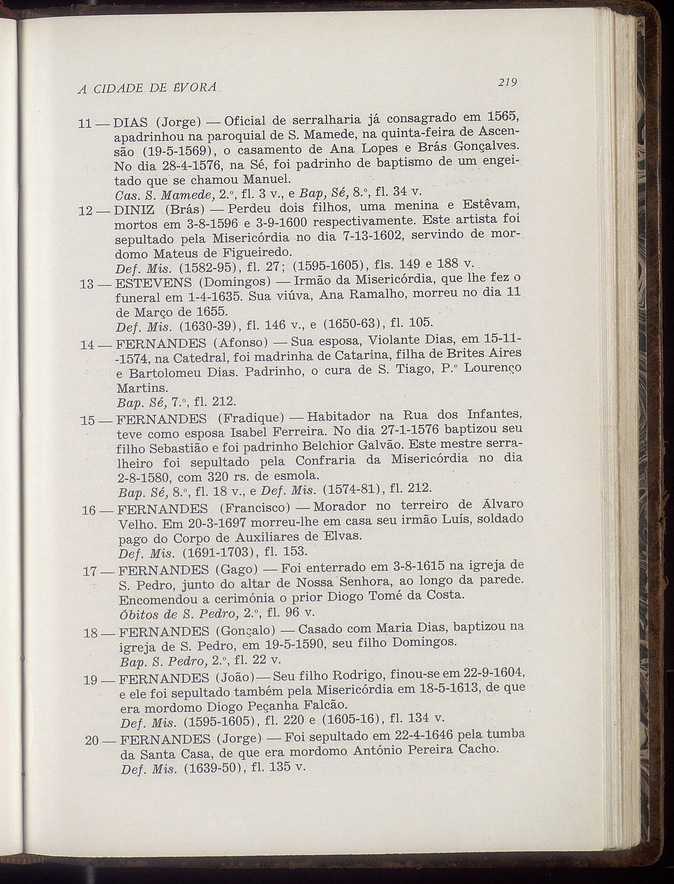 A CIDADE DE ÉVORA
219
11 — DIAS (Jorge) — Oficial de serralharia já consagrado em 1565,
apadrinhou na paroquial de S. Mamede, na quinta-feira de Ascen-
são (19-5-1569), o casamento de Ana Lopes e Brás Gonçalves.
No dia 28-4-1576, na Sé, foi padrinho de baptismo de um engei-
tado que se chamou Manuel.
Cas. S. Mamede, 2.º, fl. 3 v., e Bap, Sé, 8.º, fl. 34 v.
12 — DINIZ (Brás) — Perdeu dois filhos, uma menina e Estêvam,
mortos em 3-8-1596 e 3-9-1600 respectivamente. Este artista foi
sepultado pela Misericórdia no dia 7-13-1602, servindo de mor-
domo Mateus de Figueiredo.
Def. Mis. (1582-95), fl. 27; (1595-1605), fls. 149 e 188 v.
13 — ESTEVENS (Domingos) — Irmão da Misericórdia, que lhe fez o
funeral em 1-4-1635. Sua viúva, Ana Ramalho, morreu no dia 11
de Março de 1655.
Def. Mis. (1630-39), fl. 146 v., e (1650-63), fl. 105.
14 — FERNANDES (Afonso) — Sua esposa, Violante Dias, em 15-11-
-1574, na Catedral, foi madrinha de Catarina, filha de Brites Aires
e Bartolomeu Dias. Padrinho, o cura de S. Tiago, P.e Lourenço
Martins.
Bap. Sé, 7.º, fl. 212.
15 — FERNANDES (Fradique) — Habitador na Rua dos Infantes,
teve como esposa Isabel Ferreira. No dia 27-1-1576 baptizou seu
filho Sebastião e foi padrinho Belchior Galvão. Este mestre serra-
lheiro foi sepultado pela Confraria da Misericórdia no dia
2-8-1580, com 320 rs. de esmola.
Bap. Sé, 8.º, fl. 18 v., e Def. Mis. (1574-81), fl. 212.
16 — FERNANDES (Francisco) — Morador no terreiro de Álvaro
Velho. Em 20-3-1697 morreu-lhe em casa seu irmão Luís, soldado
pago do Corpo de Auxiliares de Elvas.
Def. Mis. (1691-1703), fl. 153.
17 — FERNANDES (Gago) — Foi enterrado em 3-8-1615 na igreja de
S. Pedro, junto do altar de Nossa Senhora, ao longo da parede.
Encomendou a cerimónia o prior Diogo Tomé da Costa.
Óbitos de S. Pedro, 2.º, fl. 96 v.
18 — FERNANDES (Gonçalo) — Casado com Maria Dias, baptizou na
igreja de S. Pedro, em 19-5-1590, seu filho Domingos.
Bap. S. Pedro, 2.º, fl. 22 v.
19 — FERNANDES (João) — Seu filho Rodrigo, finou-se em 22-9-1604,
e ele foi sepultado também pela Misericórdia em 18-5-1613, de que
era mordomo Diogo Peçanha Falcão.
Def. Mis. (1595-1605), fl. 220 e (1605-16), fl. 134 v.
20 — FERNANDES (Jorge) — Foi sepultado em 22-4-1646 pela tumba
da Santa Casa, de que era mordomo António Pereira Cacho.
Def. Mis. (1639-50), fl. 135 v.